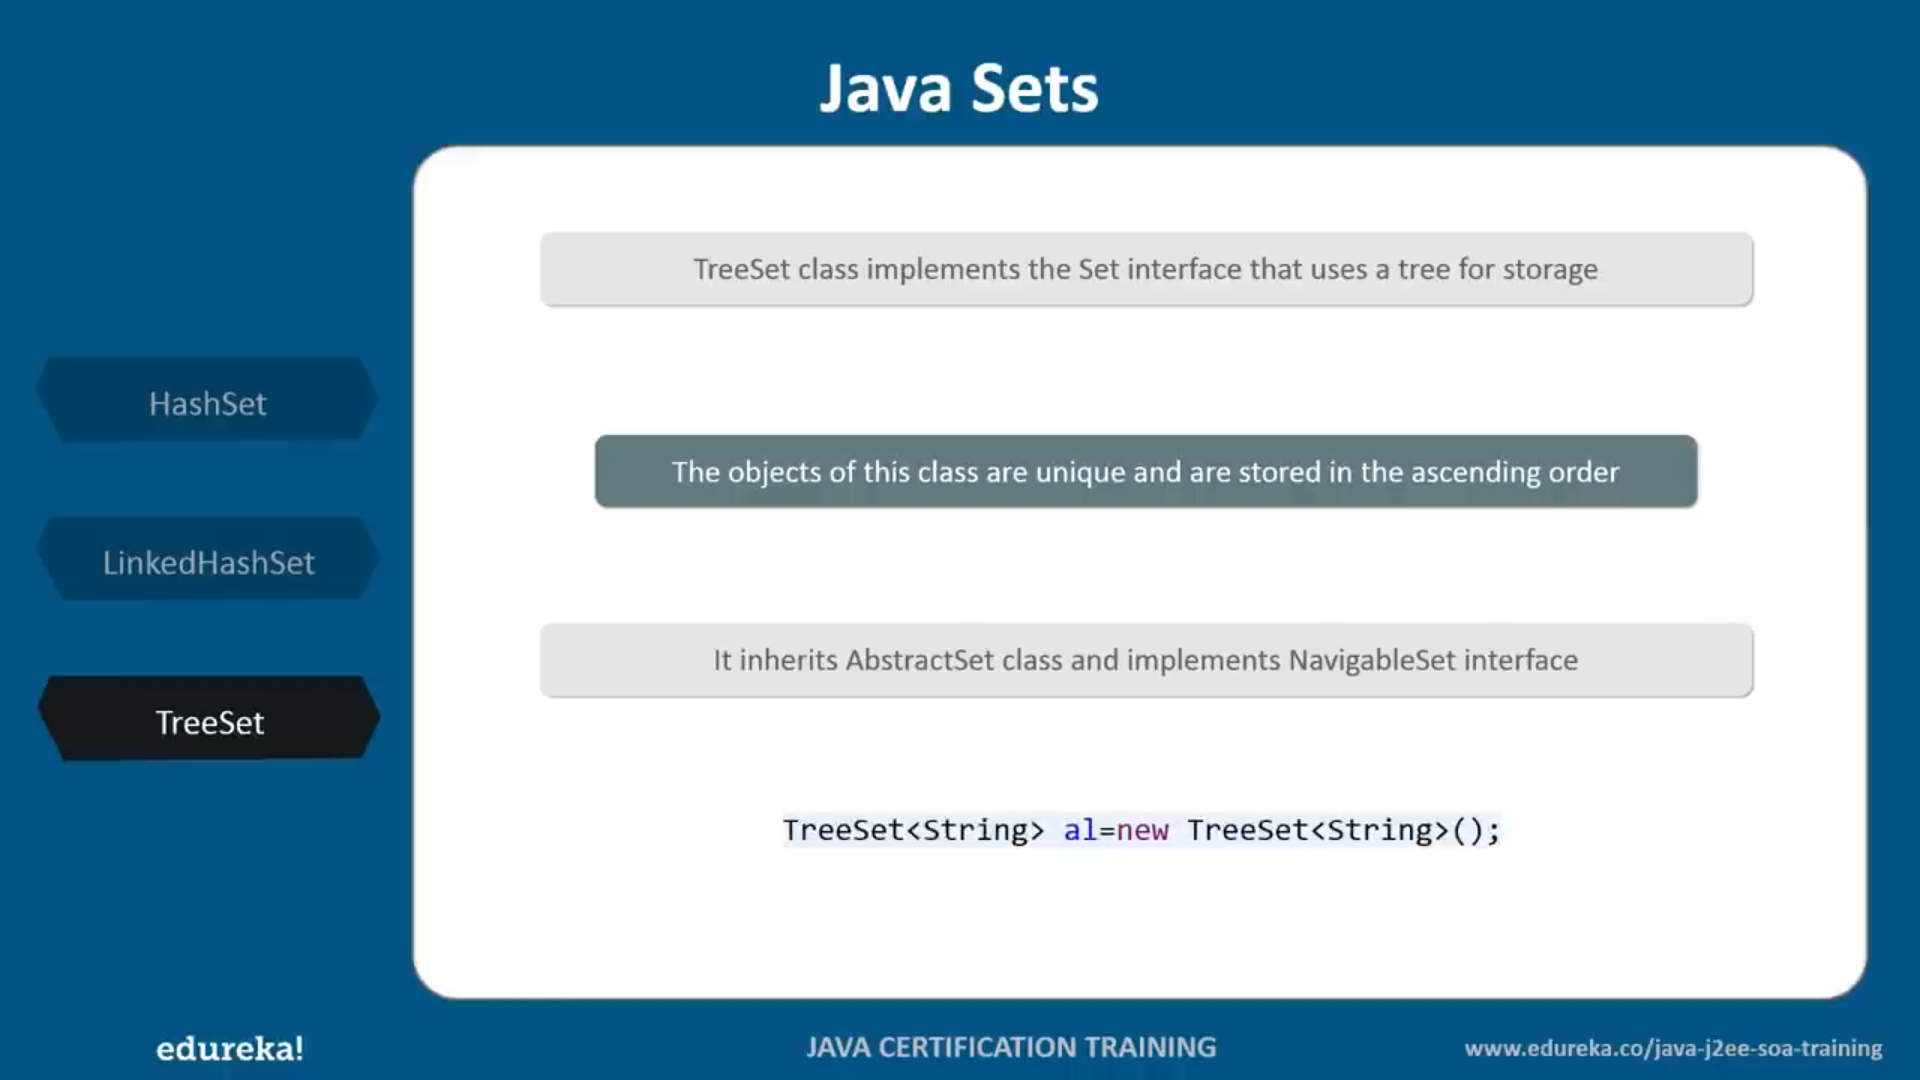 Java Sets
TreeSet class implements the Set interface that uses a tree for storage
HashSet
The objects of this class are unique and are stored in the ascending order
LinkedHashSet
It inherits AbstractSet class and implements NavigableSet interface
TreeSet
TreeSet<String> al=new TreeSet<String>();
edureka!
JAVA CERTIFICATION TRAINING
www.edureka.co/java-j2ee-soa-training